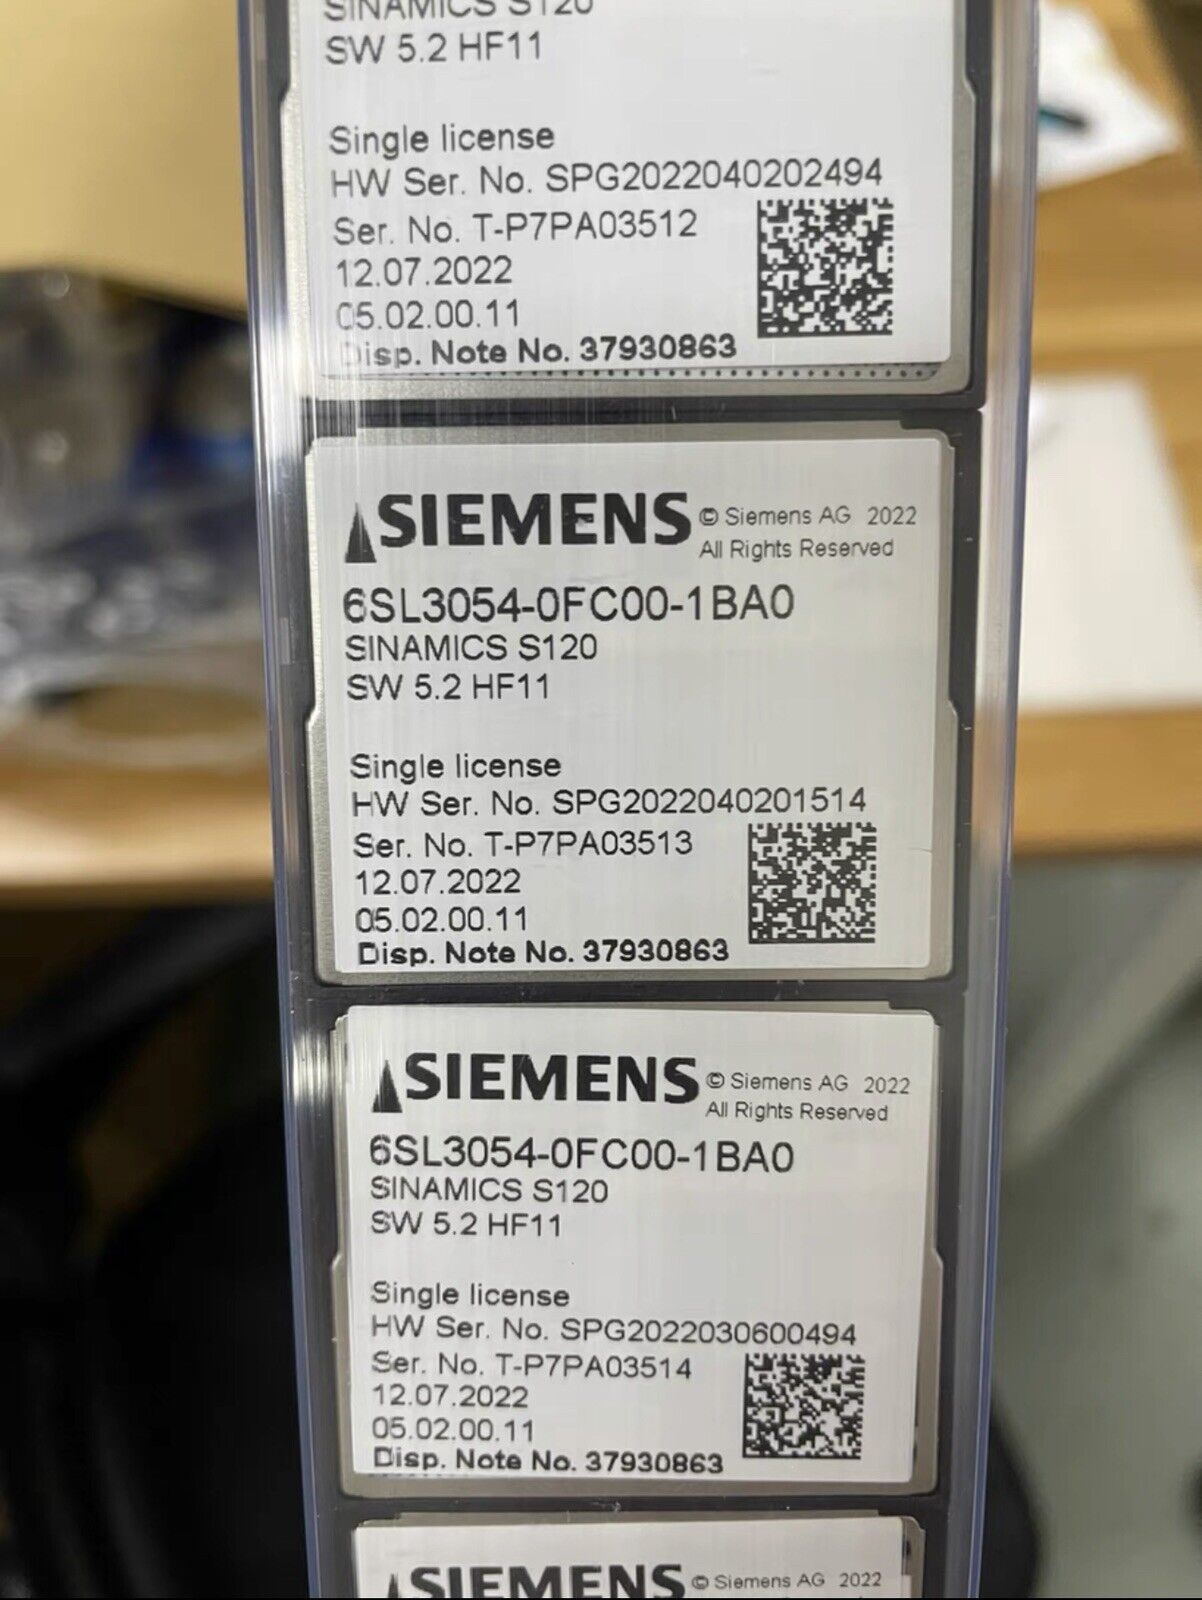 SINAMICS S120
SW 5.2 HF11
Single license
HW Ser. No. SPG2022040202494
Ser. No. T-P7PA03512
12.07.2022
05.02.00.11
Disp. Note No. 37930863
SIEMENS © Siemens AG 2022
All Rights Reserved
6SL3054-0FC00-1BA0
SINAMICS S120
SW 5.2 HF11
Single license
HW Ser. No. SPG2022040201514
Ser. No. T-P7PA03513
12.07.2022
05.02.00.11
Disp. Note No. 37930863
SIEMENS © Siemens AG 2022
All Rights Reserved
6SL3054-0FC00-1BA0
SINAMICS S120
SW 5.2 HF11
Single license
HW Ser. No. SPG2022030600494
Ser. No. T-P7PA03514
12.07.2022
05.02.00.11
Disp. Note No. 37930863
SIEMENS © Siemens AG 2022